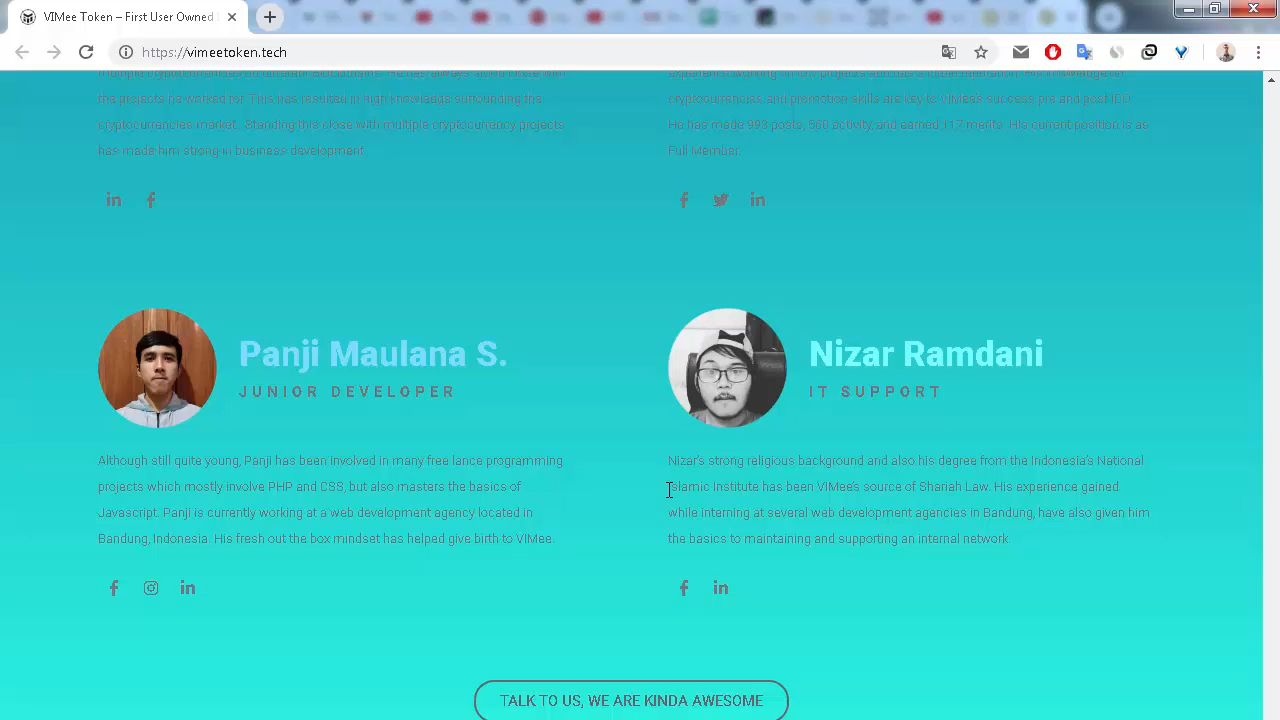 VIMee Token – First User Owned
https://vimeetoken.tech
the projects he worked for. This has resulted in high knowledge surrounding the
cryptocurrencies market. Standing this close with multiple cryptocurrency projects
has made him strong in business development.
cryptocurrencies and promotion skills are key to VIMee's success pre and post IDO.
He has made 993 posts, 560 activity, and earned 117 merits. His current position is as
Full Member.
Panji Maulana S.
JUNIOR DEVELOPER
Although still quite young, Panji has been involved in many free lance programming
projects which mostly involve PHP and CSS, but also masters the basics of
Javascript. Panji is currently working at a web development agency located in
Bandung, Indonesia. His fresh out the box mindset has helped give birth to VIMee.
Nizar Ramdani
IT SUPPORT
Nizar's strong religious background and also his degree from the Indonesia's National
Islamic Institute has been VIMee's source of Shariah Law. His experience gained
while interning at several web development agencies in Bandung, have also given him
the basics to maintaining and supporting an internal network.
TALK TO US, WE ARE KINDA AWESOME